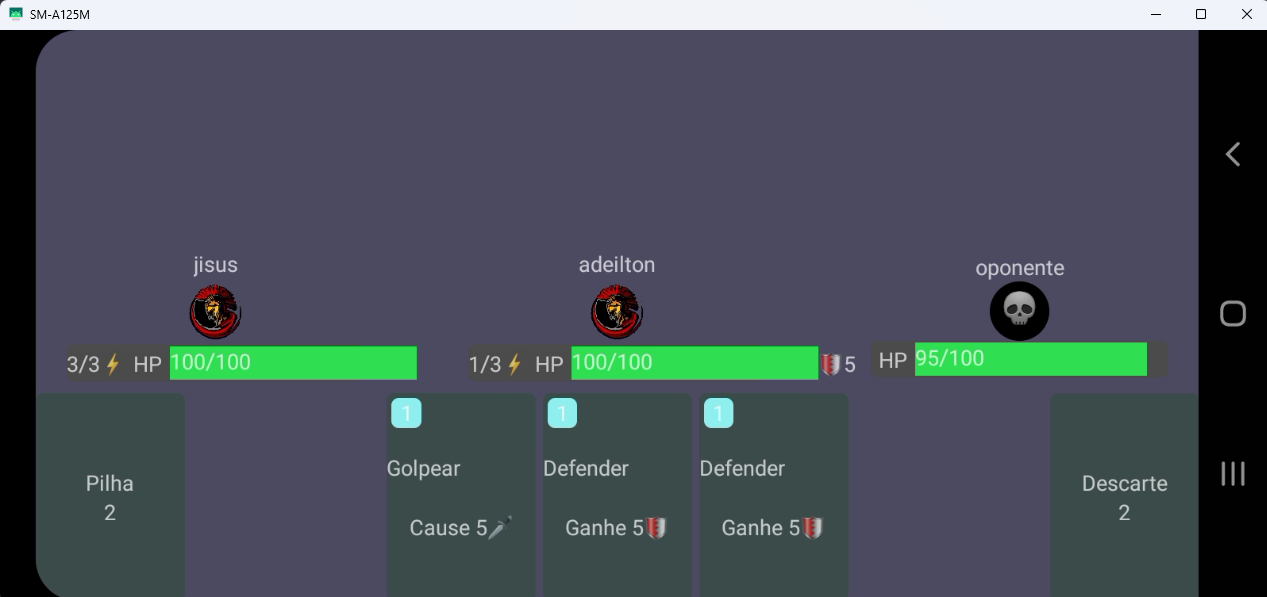 SM-A125M
jisus
adeilton
oponente
3/3⚡ HP 100/100
1/3⚡ HP 100/100 5
HP 95/100
1
1
1
Golpear
Defender
Defender
Pilha
2
Cause 5🗡
Ganhe 5
Ganhe 5
Descarte
2